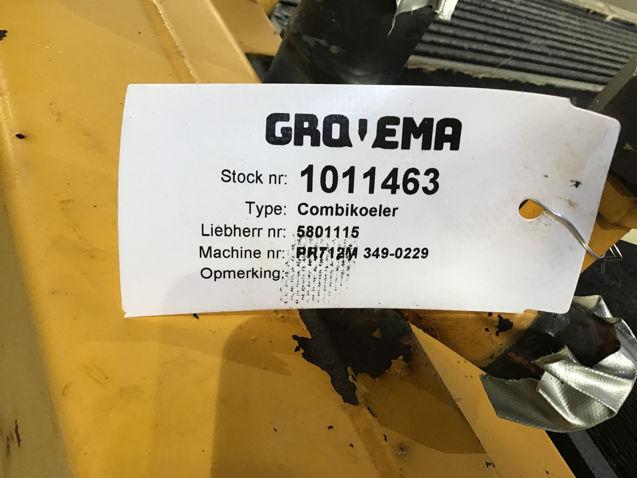 GROVEMA
Stock nr: 1011463
Type: Combikoeler
Liebherr nr: 5801115
Machine nr: PR712M 349-0229
Opmerking: